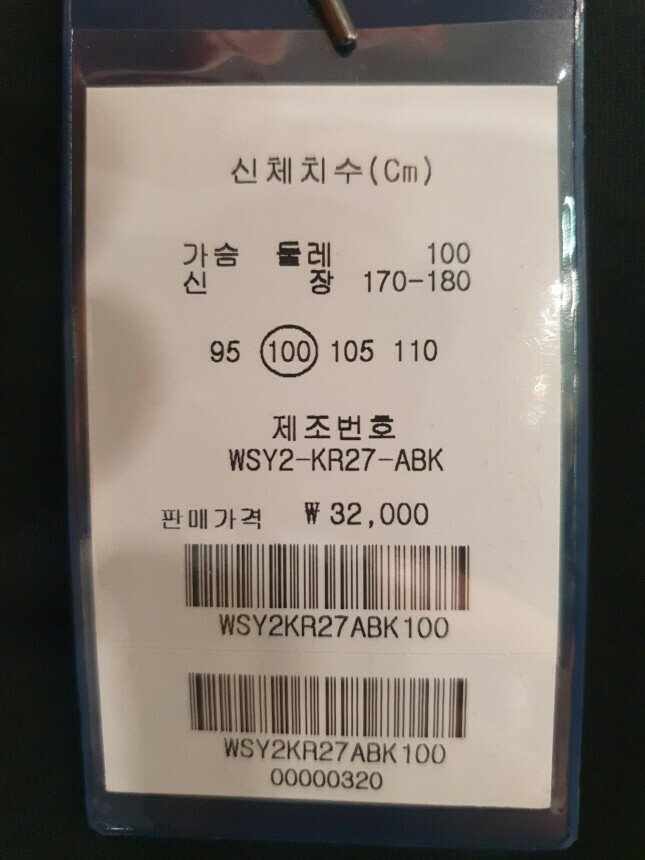 신체치수(Cm)
가슴 둘레 100
신 장 170-180
95 100 105 110
제조번호
WSY2-KR27-ABK
판매가격 ₩ 32,000
WSY2KR27ABK100
WSY2KR27ABK100
00000320